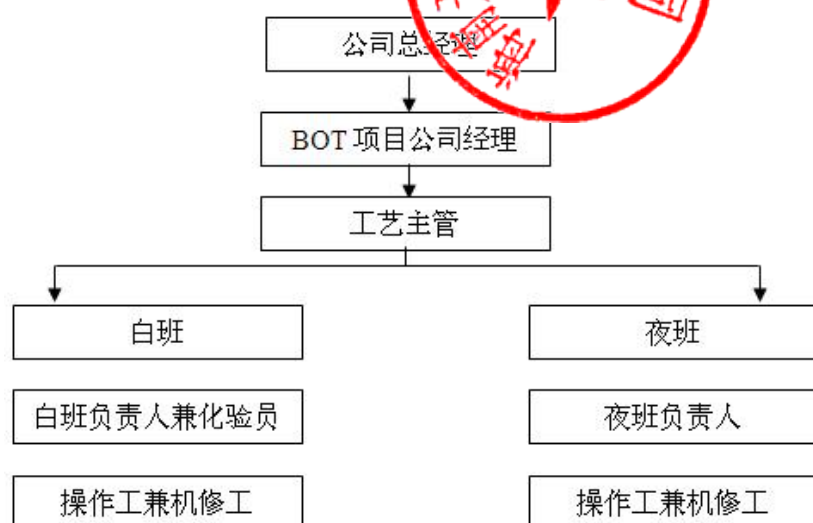 公司总经理
BOT 项目公司经理
工艺主管
白班
夜班
白班负责人兼化验员
夜班负责人
操作工兼机修工
操作工兼机修工